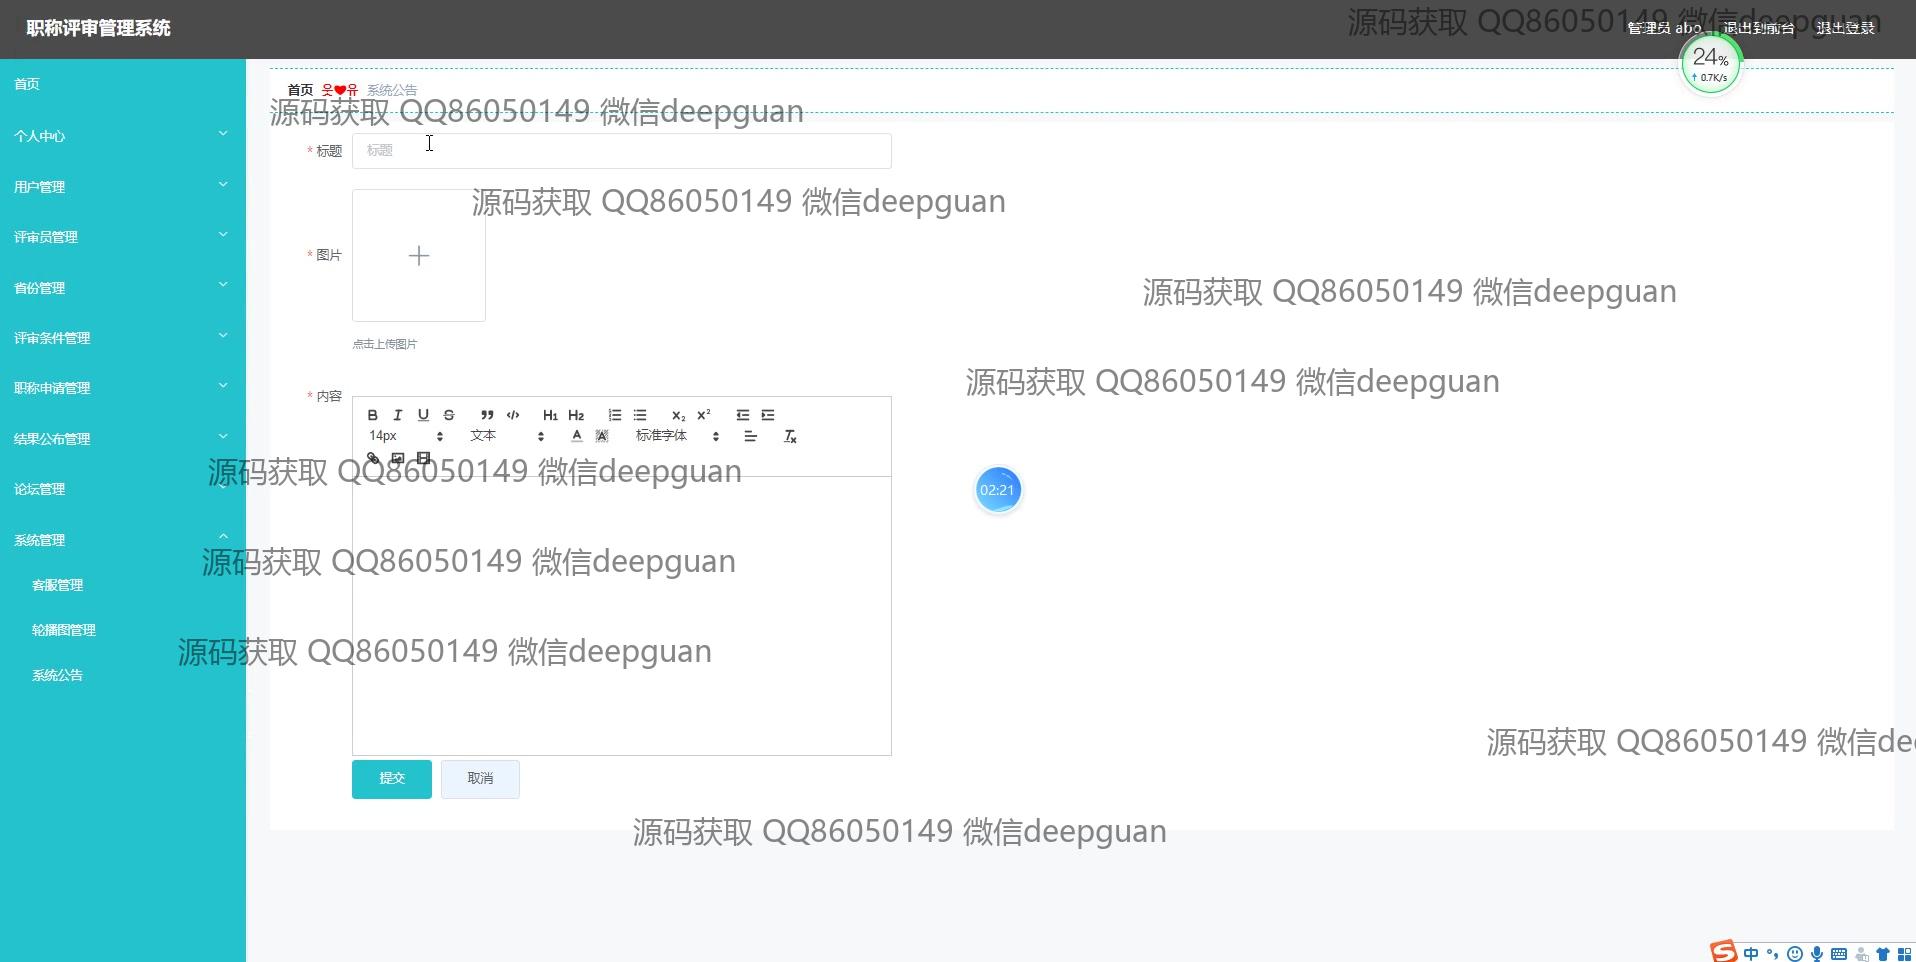 职称评审管理系统
源码获取 QQ86050149 微信deepguan
管理员 abo 退出到前台 退出登录
24%
↑ 0.7K/s
首页
个人中心
用户管理
评审员管理
省份管理
评审条件管理
职称申请管理
结果公布管理
论坛管理
系统管理
客服管理
轮播图管理
系统公告
首页 웃❤유 系统公告
源码获取 QQ86050149 微信deepguan
* 标题 标题
源码获取 QQ86050149 微信deepguan
* 图片
源码获取 QQ86050149 微信deepguan
点击上传图片
源码获取 QQ86050149 微信deepguan
* 内容
B I U S ” </> H1 H2 X₂ X²
14px 文本 A A 标准字体 Tx
源码获取 QQ86050149 微信deepguan
02:21
源码获取 QQ86050149 微信deepguan
源码获取 QQ86050149 微信deepguan
源码获取 QQ86050149 微信de
提交 取消
源码获取 QQ86050149 微信deepguan
S 中